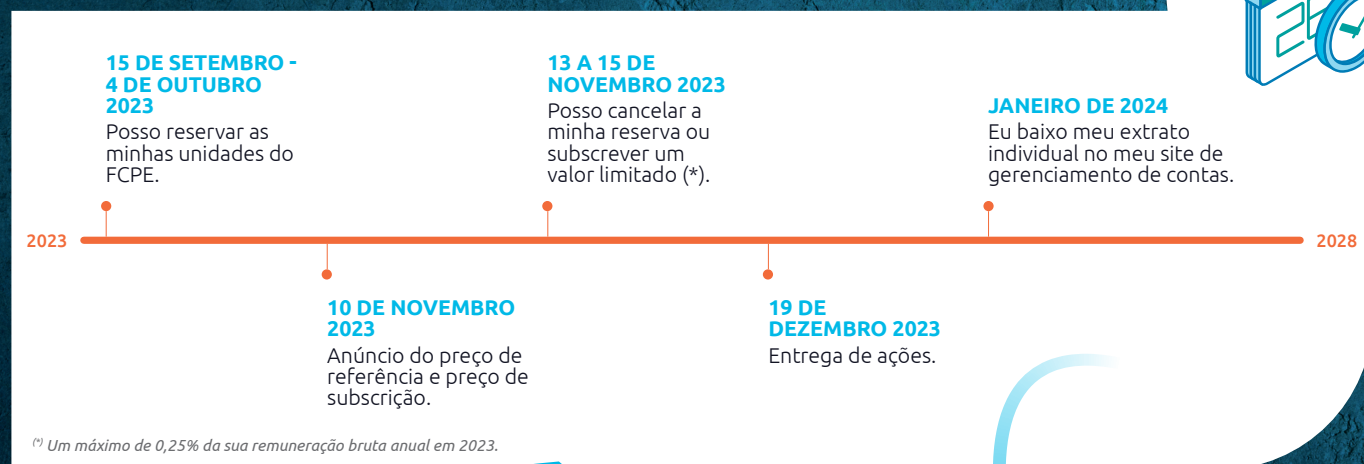 15 DE SETEMBRO -
4 DE OUTUBRO
2023
Posso reservar as
minhas unidades do
FCPE.
13 A 15 DE
NOVEMBRO 2023
Posso cancelar a
minha reserva ou
subscrever um
valor limitado (*).
JANEIRO DE 2024
Eu baixo meu extrato
individual no meu site de
gerenciamento de contas.
2023
2028
10 DE NOVEMBRO
2023
Anúncio do preço de
referência e preço de
subscrição.
19 DE
DEZEMBRO 2023
Entrega de ações.
(*) Um máximo de 0,25% da sua remuneração bruta anual em 2023.